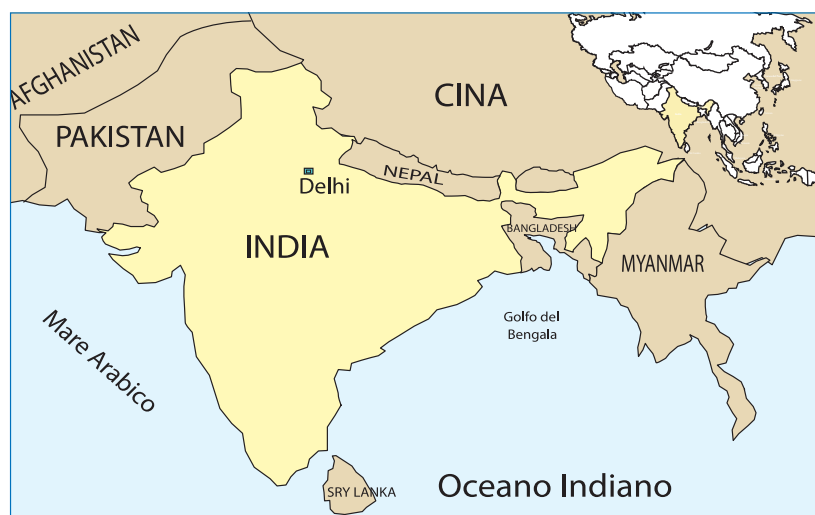 AFGHANISTAN
CINA
PAKISTAN
NEPAL
Delhi
BANGLADESH
INDIA
MYANMAR
Golfo del
Bengala
Mare Arabico
SRY LANKA
Oceano Indiano